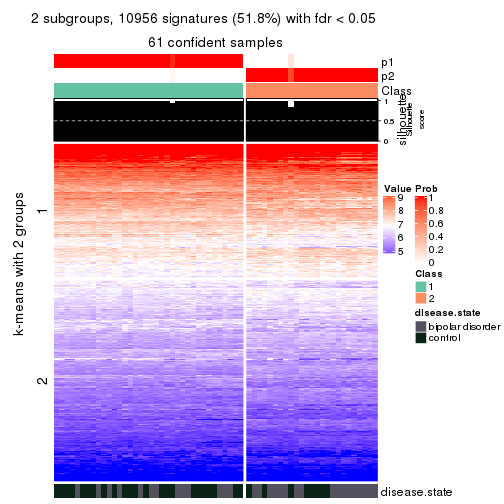 2 subgroups, 10956 signatures (51.8%) with fdr < 0.05
61 confident samples
p1
p2
Class
1
0.5
0
silhouette
Silhouette
score
k-means with 2 groups
1
2
Value
9
8
7
6
5
Prob
1
0.8
0.6
0.4
0.2
0
Class
1
2
disease.state
bipolar disorder
control
disease.state